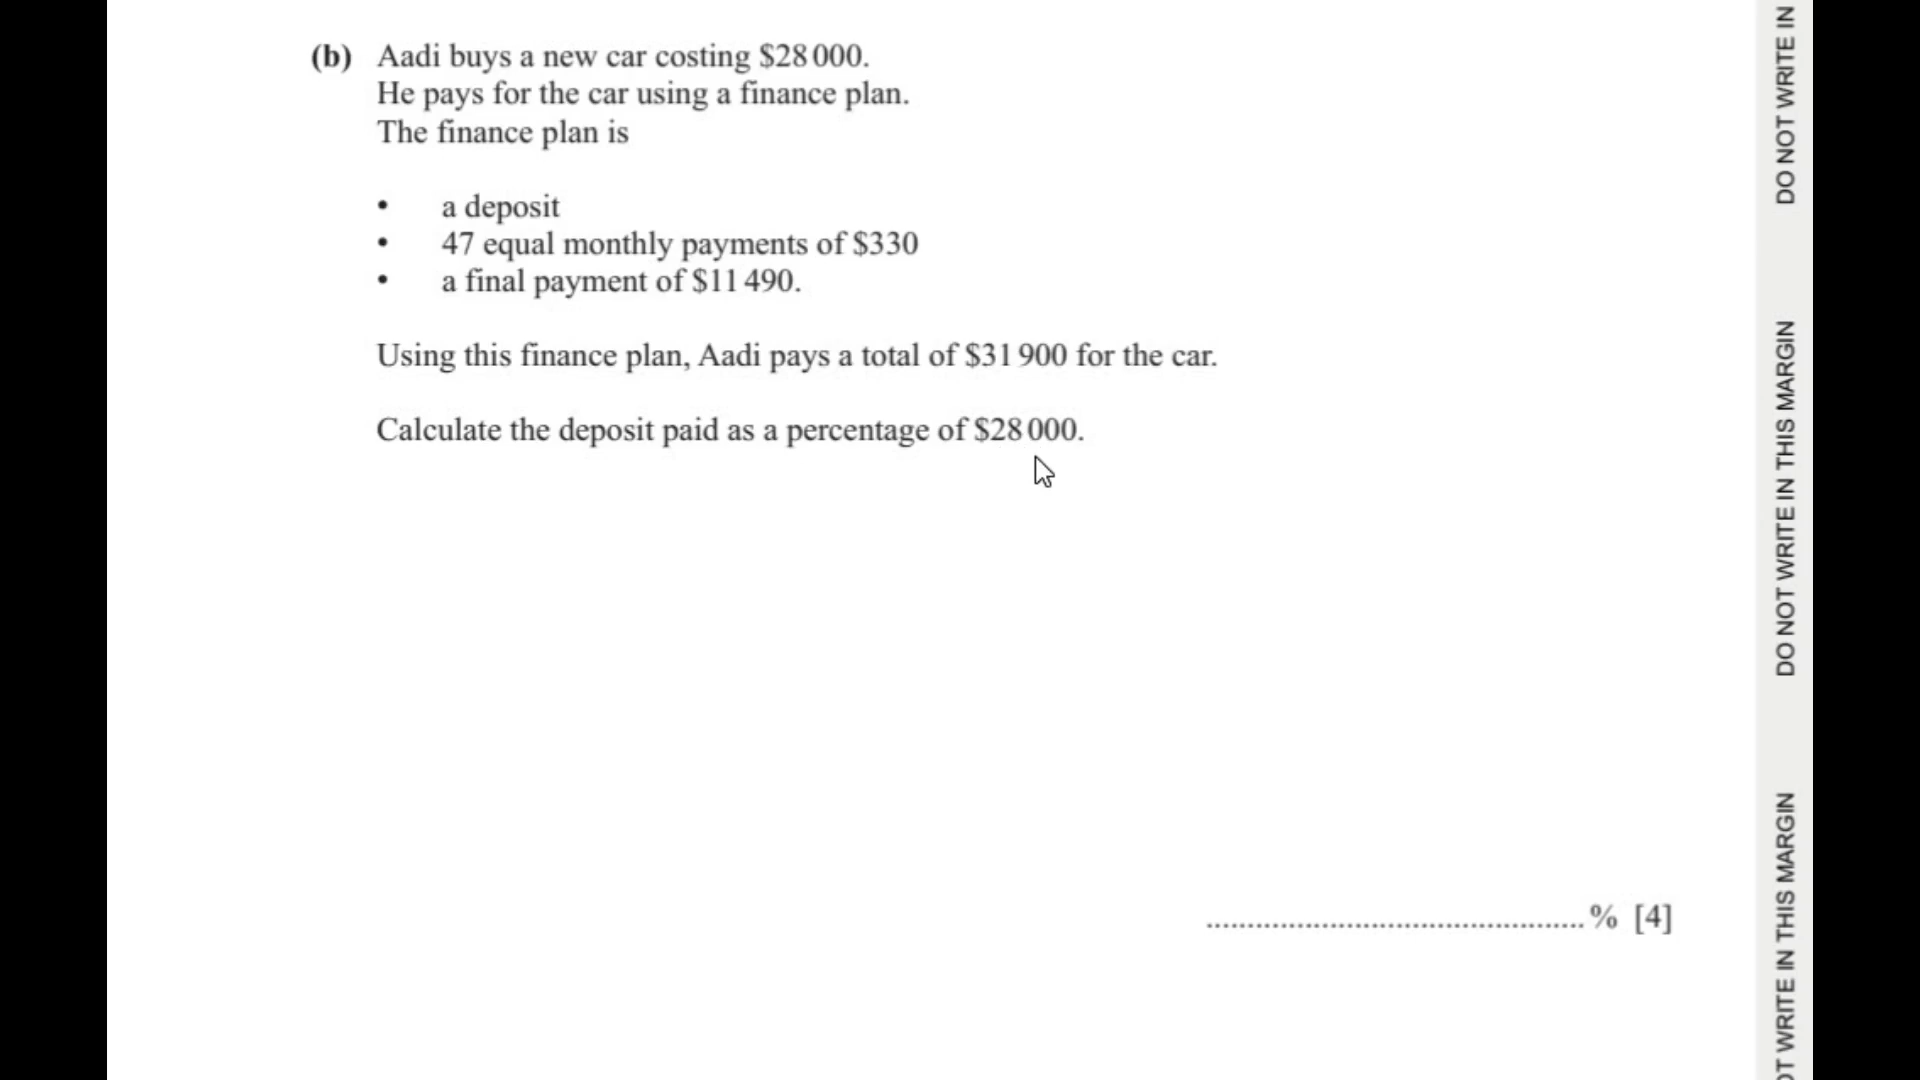 (b) Aadi buys a new car costing $28 000.
He pays for the car using a finance plan.
The finance plan is
• a deposit
• 47 equal monthly payments of $330
• a final payment of $11 490.
Using this finance plan, Aadi pays a total of $31 900 for the car.
Calculate the deposit paid as a percentage of $28 000.
............................................. % [4]
DO NOT WRITE IN
DO NOT WRITE IN THIS MARGIN
OT WRITE IN THIS MARGIN